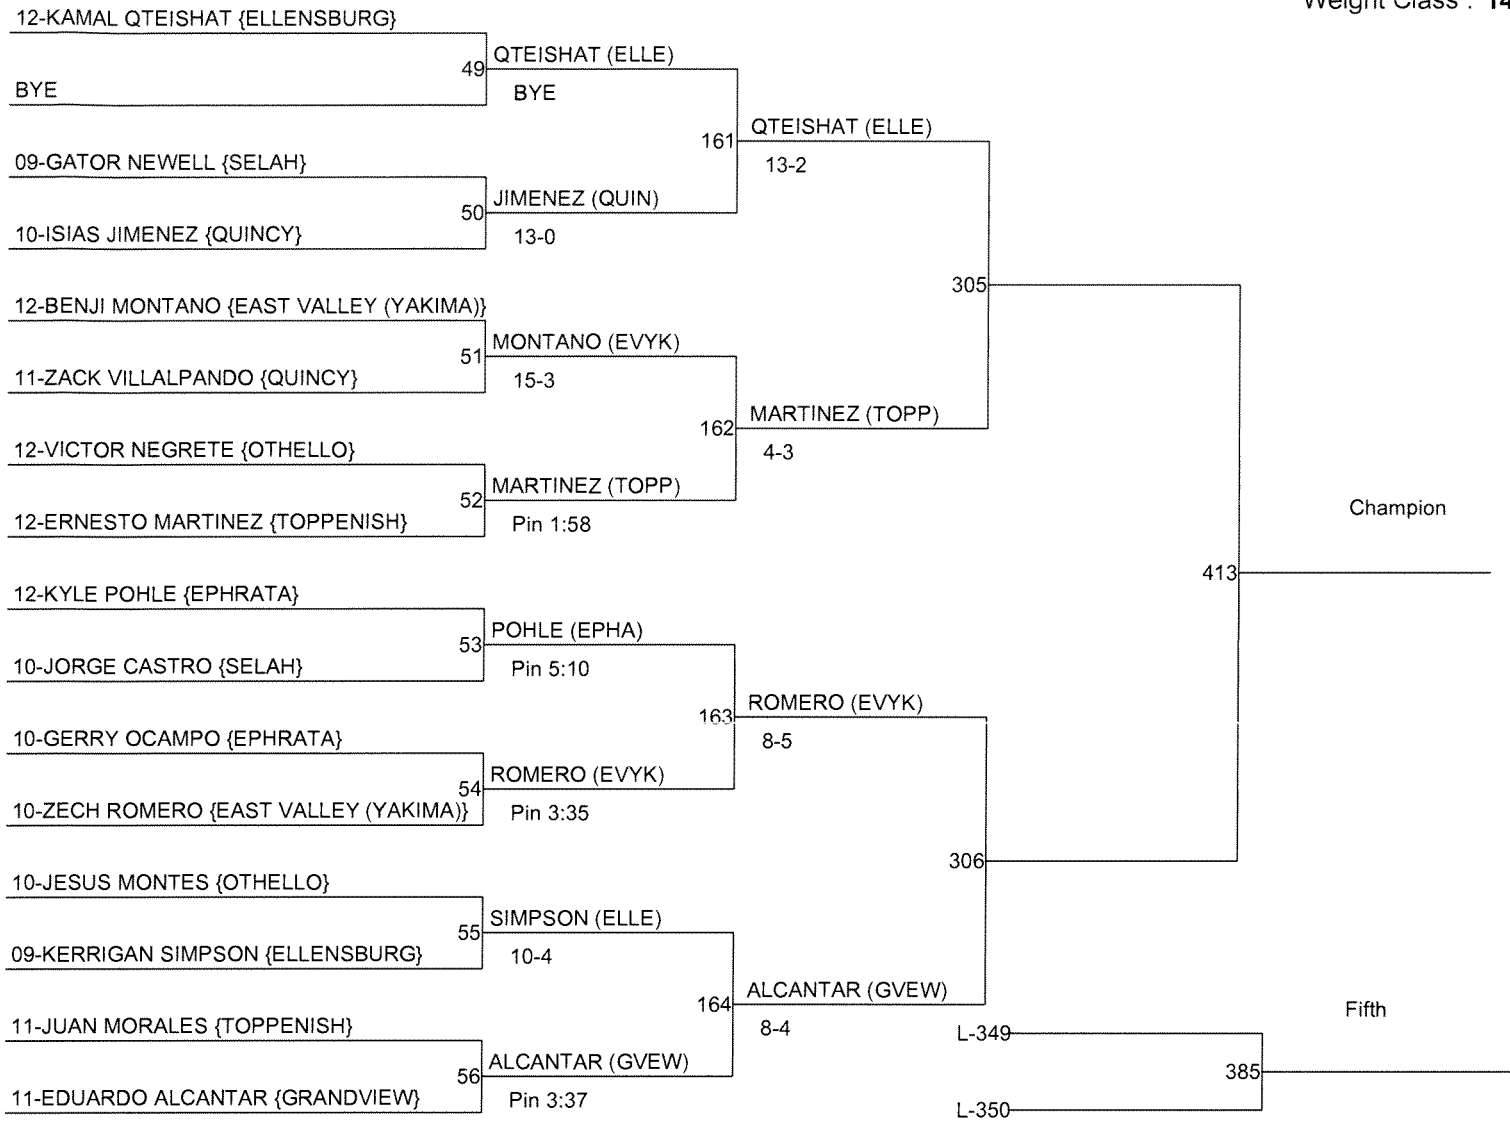 Weight Class :
12-KAMAL QTEISHAT {ELLENSBURG}
49
QTEISHAT (ELLE)
BYE
BYE
161
QTEISHAT (ELLE)
13-2
09-GATOR NEWELL {SELAH}
50
JIMENEZ (QUIN)
10-ISIAS JIMENEZ {QUINCY}
13-0
305
12-BENJI MONTANO {EAST VALLEY (YAKIMA)}
51
MONTANO (EVYK)
11-ZACK VILLALPANDO {QUINCY}
15-3
162
MARTINEZ (TOPP)
4-3
12-VICTOR NEGRETE {OTHELLO}
52
MARTINEZ (TOPP)
12-ERNESTO MARTINEZ {TOPPENISH}
Pin 1:58
Champion
413
12-KYLE POHLE {EPHRATA}
53
POHLE (EPHA)
10-JORGE CASTRO {SELAH}
Pin 5:10
163
ROMERO (EVYK)
8-5
10-GERRY OCAMPO {EPHRATA}
54
ROMERO (EVYK)
10-ZECH ROMERO {EAST VALLEY (YAKIMA)}
Pin 3:35
306
10-JESUS MONTES {OTHELLO}
55
SIMPSON (ELLE)
09-KERRIGAN SIMPSON {ELLENSBURG}
10-4
164
ALCANTAR (GVEW)
8-4
11-JUAN MORALES {TOPPENISH}
56
ALCANTAR (GVEW)
11-EDUARDO ALCANTAR {GRANDVIEW}
Pin 3:37
Fifth
L-349
385
L-350